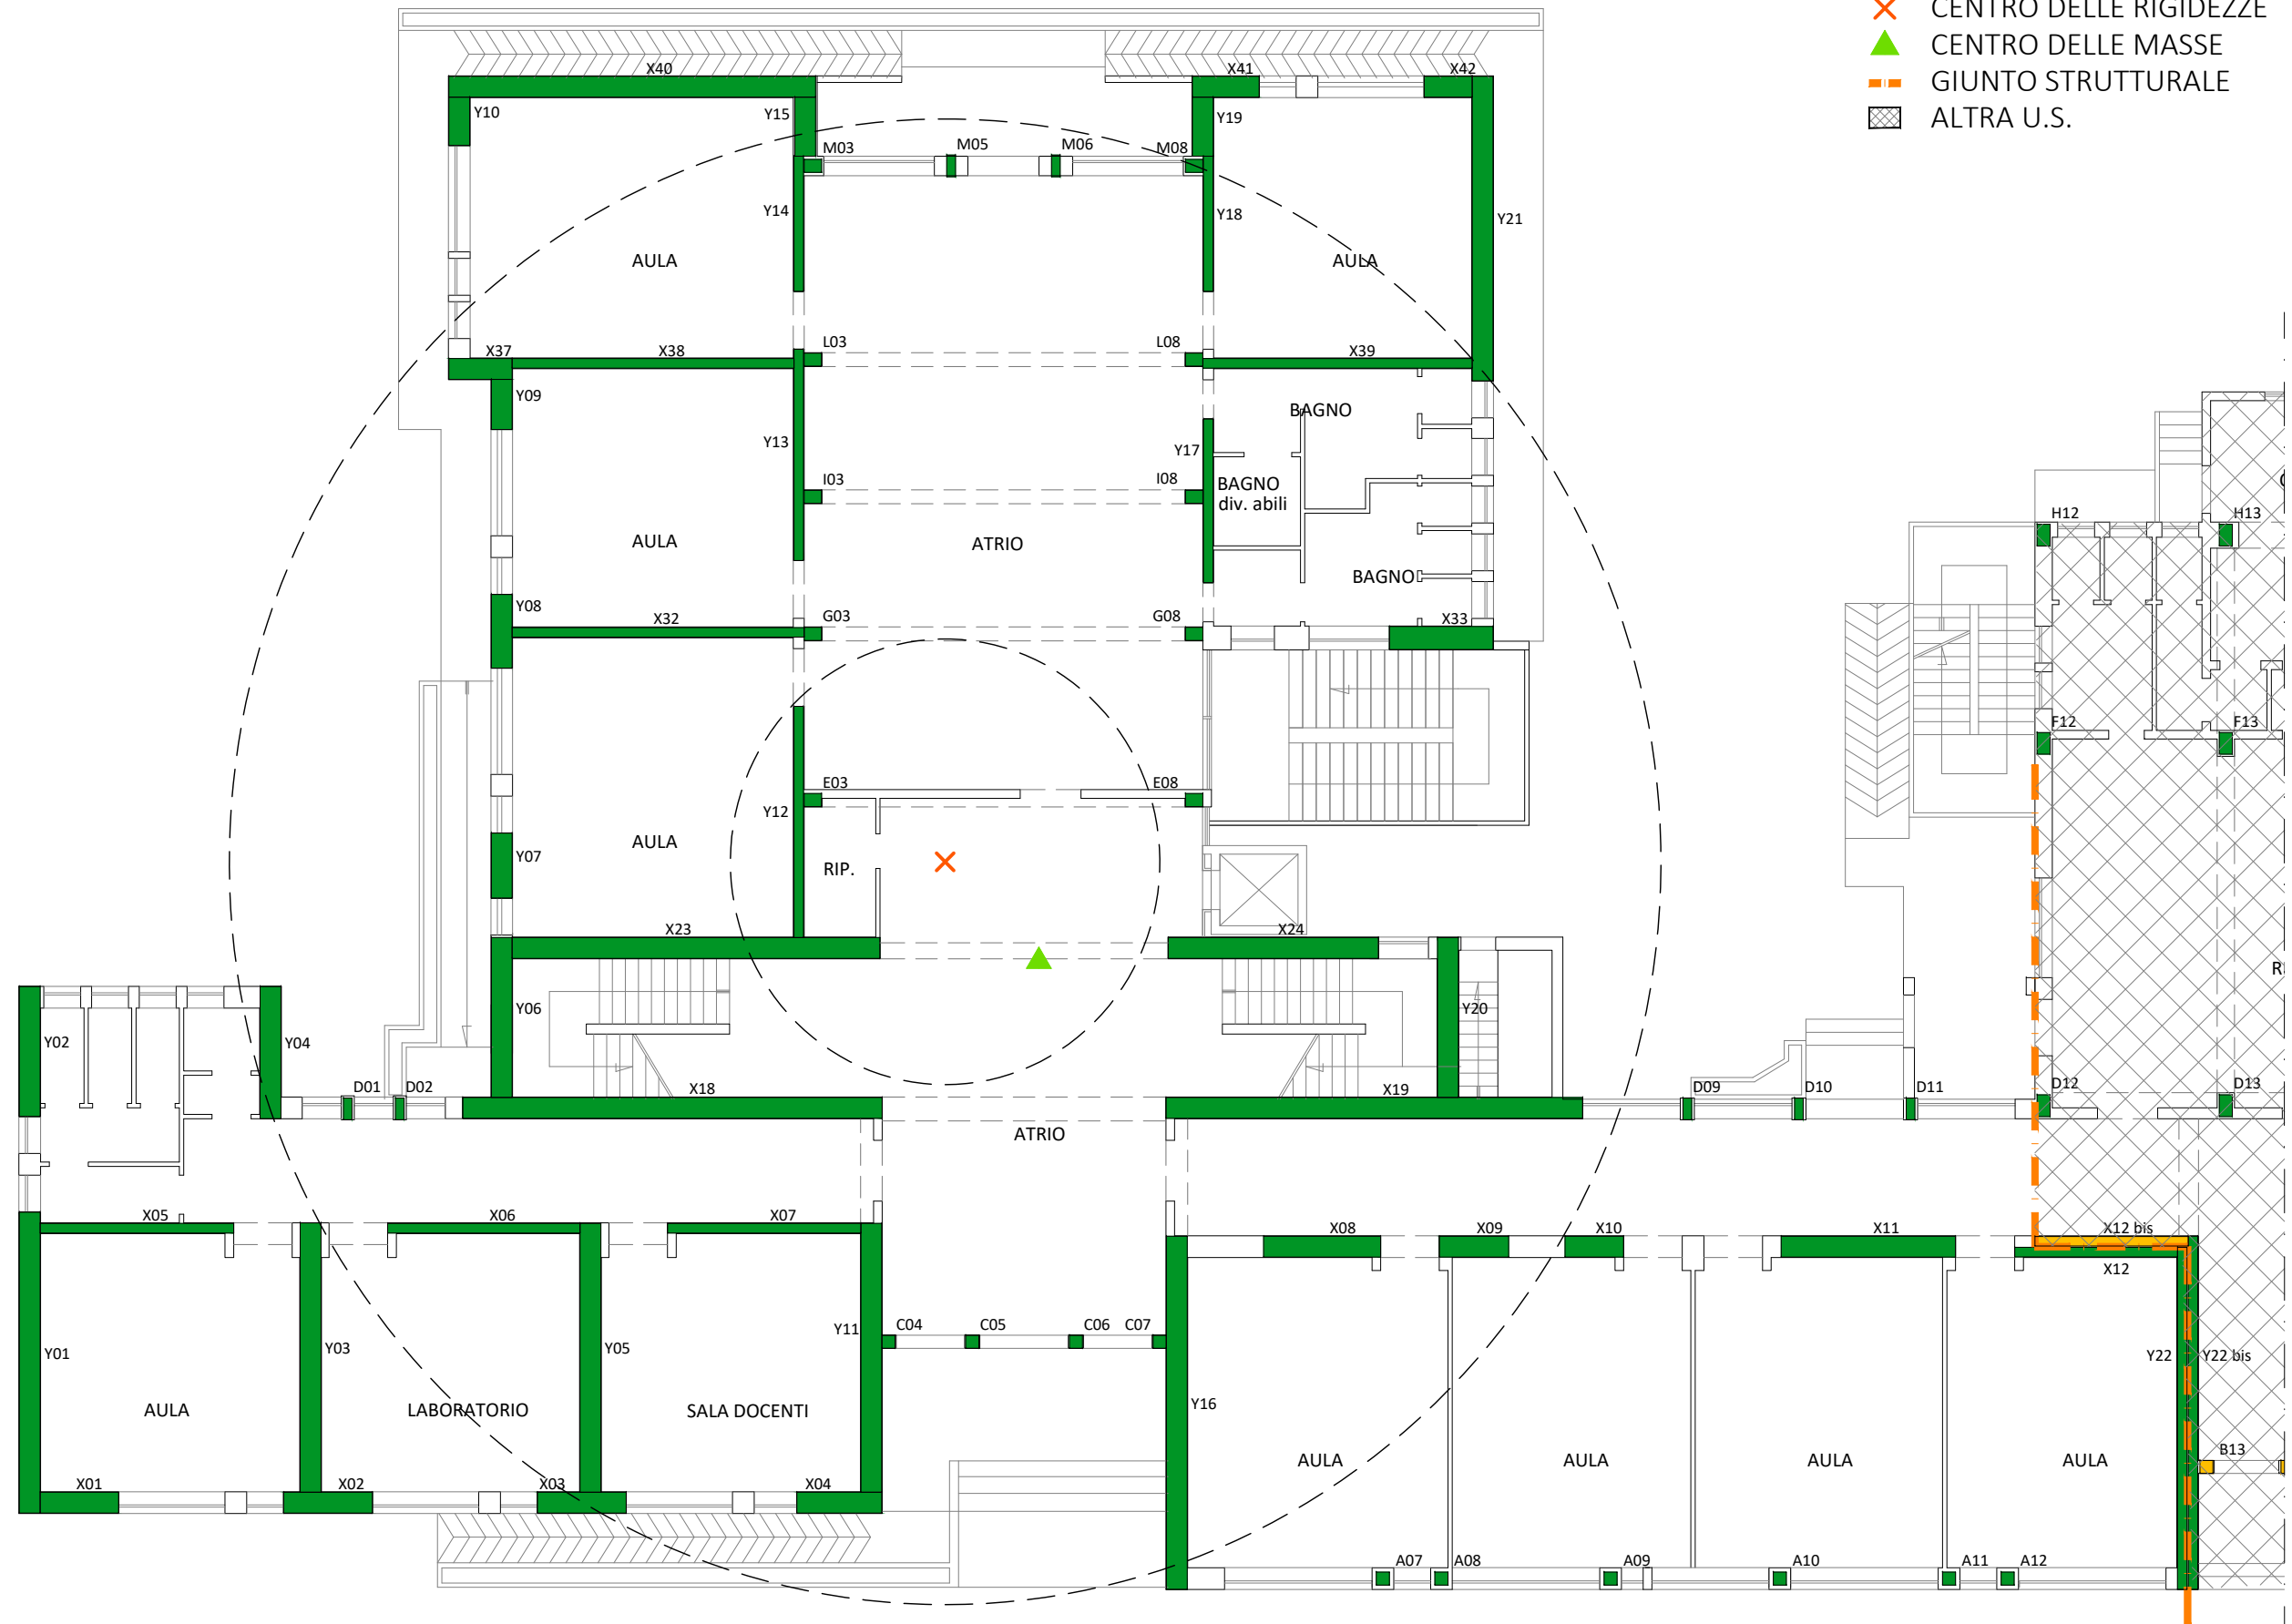 CENTRO DELLE RIGIDEZZE
CENTRO DELLE MASSE
GIUNTO STRUTTURALE
ALTRA U.S.
X40
X41
X42
Y10
Y15
Y19
M03
M05
M06
M08
Y14
Y18
Y21
AULA
AULA
X37
X38
L03
L08
X39
Y09
BAGNO
Y13
Y17
I03
I08
BAGNO
div. abili
H12
H13
AULA
ATRIO
BAGNO
Y08
X32
G03
G08
X33
F12
F13
E03
E08
Y12
AULA
Y07
RIP.
X23
X24
Y06
Y20
Y02
Y04
D01
D02
X18
X19
D09
D10
D11
D12
D13
ATRIO
X05
X06
X07
X08
X09
X10
X11
X12 bis
X12
C04
C05
C06
C07
Y01
Y03
Y05
Y11
Y22
Y22 bis
Y16
AULA
LABORATORIO
SALA DOCENTI
AULA
AULA
AULA
AULA
B13
X01
X02
X03
X04
A07
A08
A09
A10
A11
A12